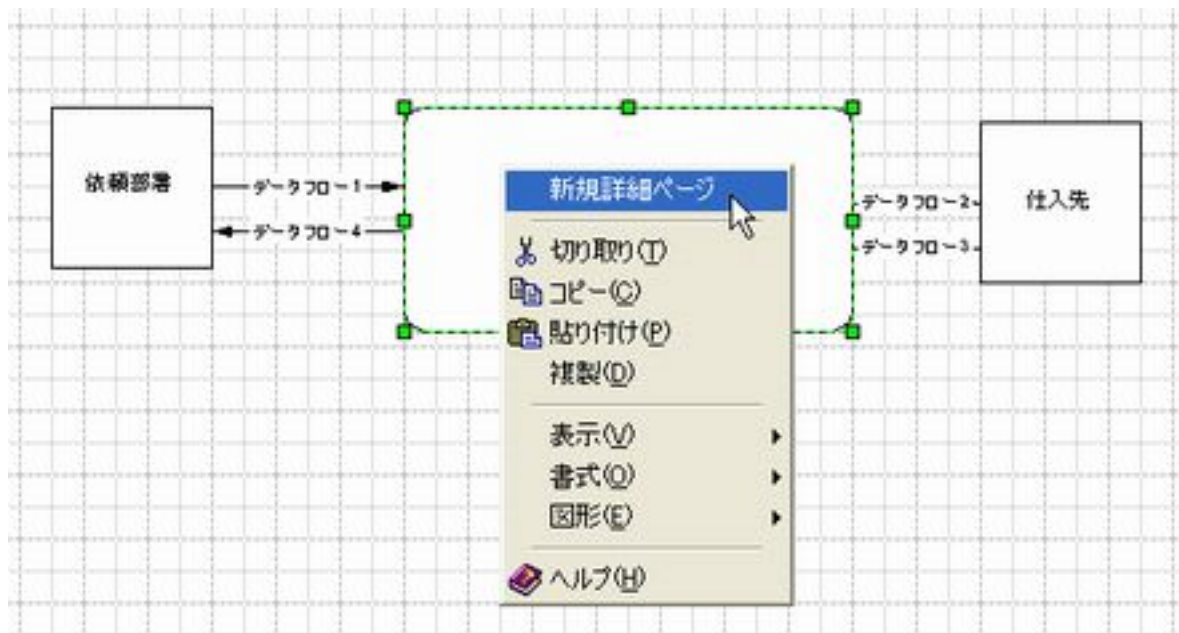 依頼部署
データフロー1
データフロー4
データフロー2
データフロー3
仕入先
新規詳細ページ
切り取り(T)
コピー(C)
貼り付け(P)
複製(D)
表示(V)
書式(O)
図形(E)
ヘルプ(H)